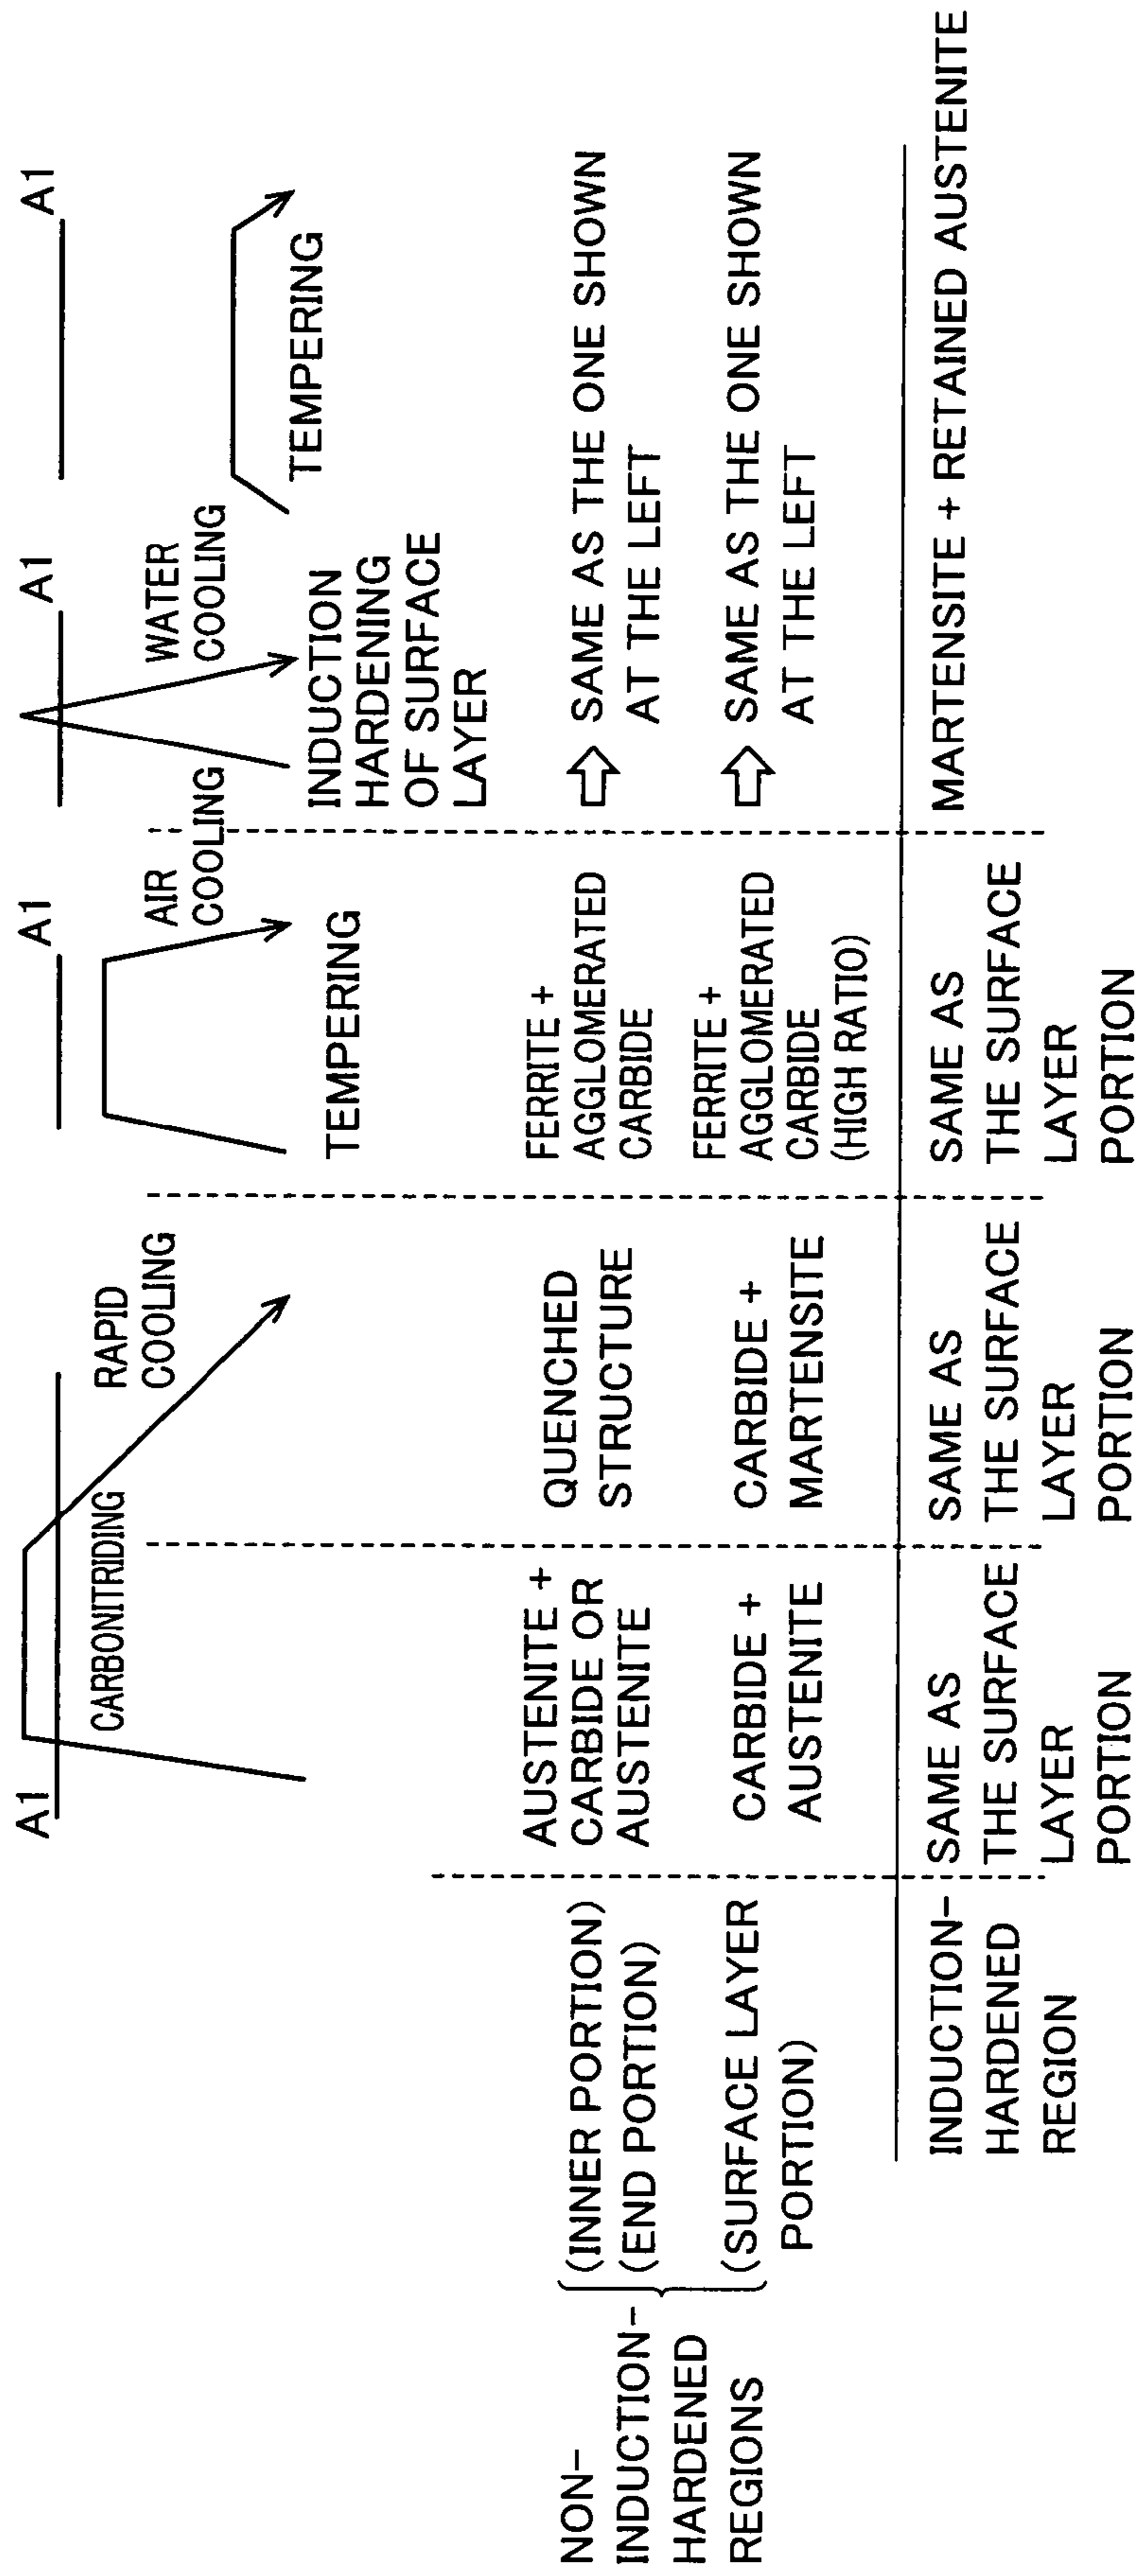 A1
CARBONITRIDING
RAPID
COOLING
A1
TEMPERING
AIR
COOLING
A1
INDUCTION
HARDENING
OF SURFACE
LAYER
WATER
COOLING
A1
TEMPERING
NON-
INDUCTION-
HARDENED
REGIONS
(INNER PORTION)
(END PORTION)
AUSTENITE +
CARBIDE OR
AUSTENITE
QUENCHED
STRUCTURE
FERRITE +
AGGLOMERATED
CARBIDE
SAME AS THE ONE SHOWN
AT THE LEFT
(SURFACE LAYER
PORTION)
CARBIDE +
AUSTENITE
CARBIDE +
MARTENSITE
FERRITE +
AGGLOMERATED
CARBIDE
(HIGH RATIO)
SAME AS THE ONE SHOWN
AT THE LEFT
INDUCTION-
HARDENED
REGION
SAME AS
THE SURFACE
LAYER
PORTION
SAME AS
THE SURFACE
LAYER
PORTION
SAME AS
THE SURFACE
LAYER
PORTION
MARTENSITE + RETAINED AUSTENITE